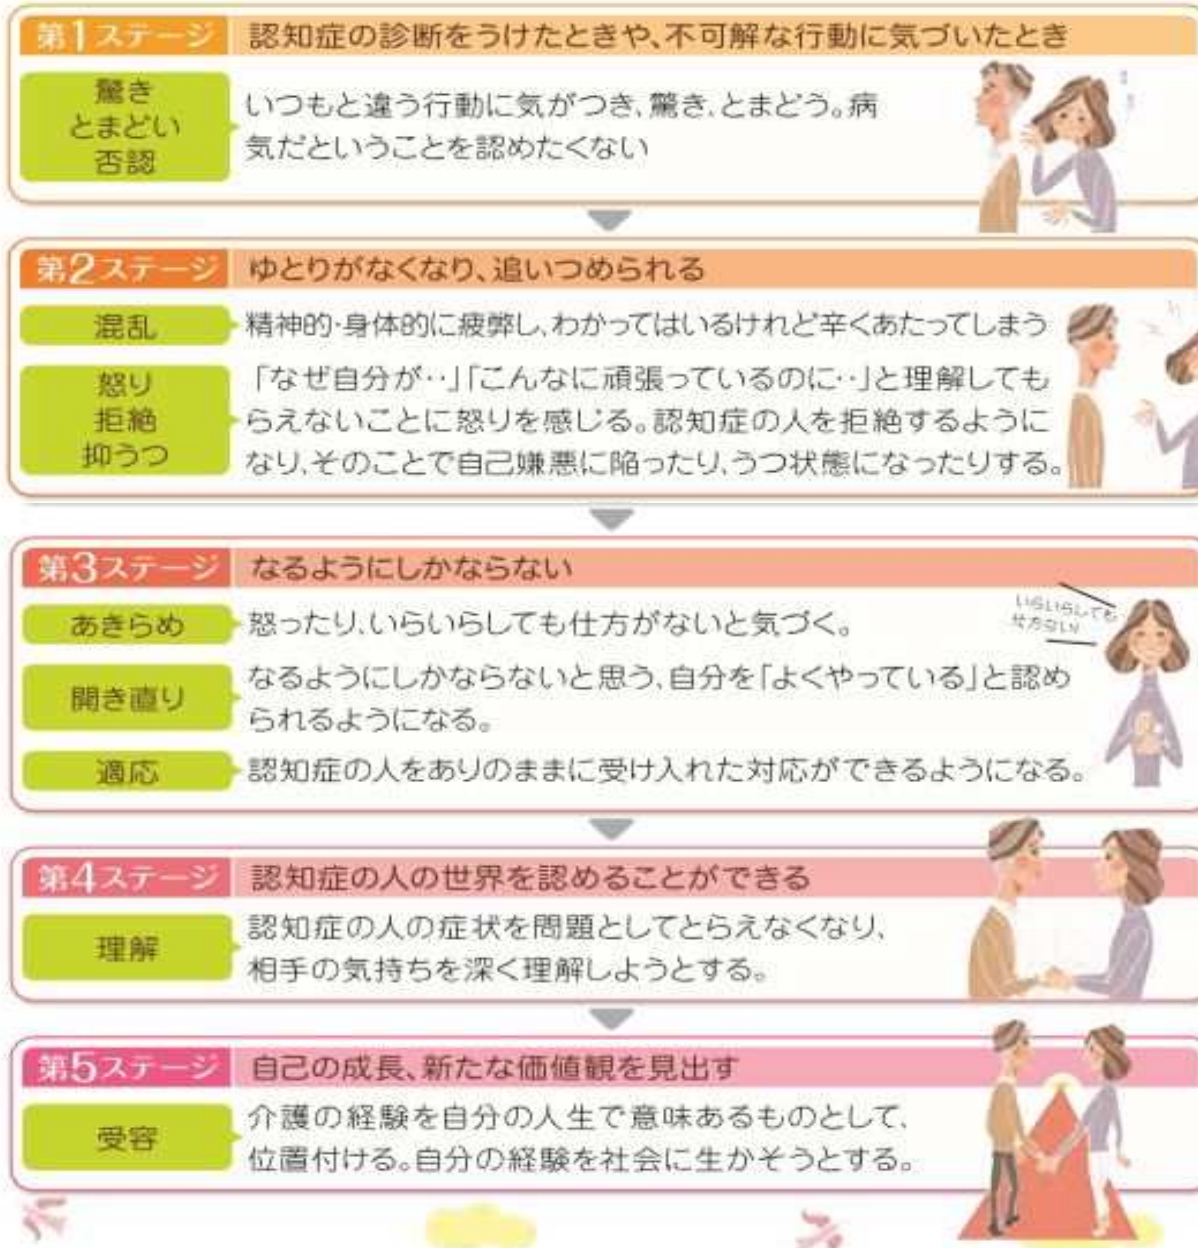 第1ステージ 認知症の診断をうけたときや、不可解な行動に気づいたとき
驚き
とまどい
否認
いつもと違う行動に気がつき、驚き、とまどう。病
気だということを認めたくない
第2ステージ ゆとりがなくなり、追いつめられる
混乱
精神的・身体的に疲弊し、わかってはいるけれど辛くあたってしまう
怒り
拒絶
抑うつ
「なぜ自分が‥」「こんなに頑張っているのに‥」と理解しても
らえないことに怒りを感じる。認知症の人を拒絶するように
なり、そのことで自己嫌悪に陥ったり、うつ状態になったりする。
第3ステージ なるようにしかならない
あきらめ
怒ったり、いらいらしても仕方がないと気づく。
いらいらしても
仕方ない!
開き直り
なるようにしかならないと思う、自分を「よくやっている」と認め
られるようになる。
適応
認知症の人をありのままに受け入れた対応ができるようになる。
第4ステージ 認知症の人の世界を認めることができる
理解
認知症の人の症状を問題としてとらえなくなり、
相手の気持ちを深く理解しようとする。
第5ステージ 自己の成長、新たな価値観を見出す
受容
介護の経験を自分の人生で意味あるものとして、
位置付ける。自分の経験を社会に生かそうとする。